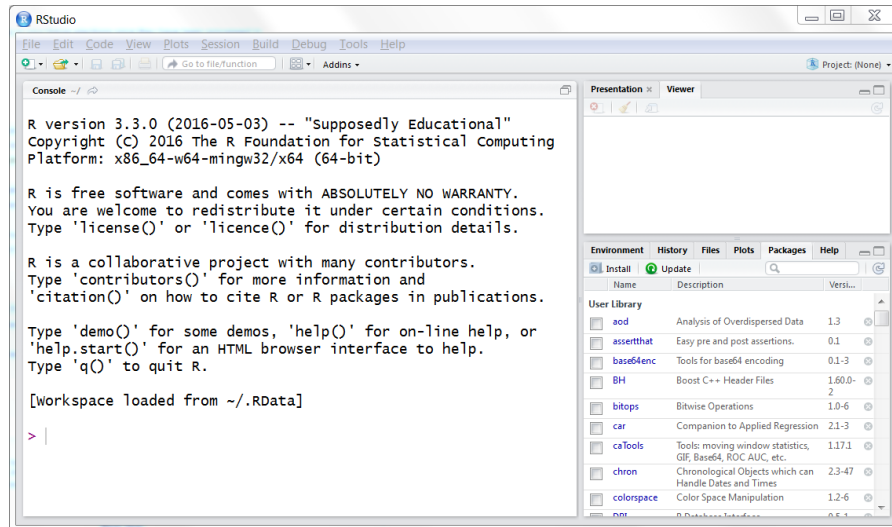 RStudio
File Edit Code View Plots Session Build Debug Tools Help
Go to file/function Addins Project: (None)
Console ~/
R version 3.3.0 (2016-05-03) -- "Supposedly Educational"
Copyright (C) 2016 The R Foundation for Statistical Computing
Platform: x86_64-w64-mingw32/x64 (64-bit)
R is free software and comes with ABSOLUTELY NO WARRANTY.
You are welcome to redistribute it under certain conditions.
Type 'license()' or 'licence()' for distribution details.
R is a collaborative project with many contributors.
Type 'contributors()' for more information and
'citation()' on how to cite R or R packages in publications.
Type 'demo()' for some demos, 'help()' for on-line help, or
'help.start()' for an HTML browser interface to help.
Type 'q()' to quit R.
[Workspace loaded from ~/.RData]
>
Presentation Viewer
Environment History Files Plots Packages Help
Install Update
Name Description Versi...
User Library
aod Analysis of Overdispersed Data 1.3
assertthat Easy pre and post assertions. 0.1
base64enc Tools for base64 encoding 0.1-3
BH Boost C++ Header Files 1.60.0-
2
bitops Bitwise Operations 1.0-6
car Companion to Applied Regression 2.1-3
caTools Tools: moving window statistics, 1.17.1
GIF, Base64, ROC AUC, etc.
chron Chronological Objects which can 2.3-47
Handle Dates and Times
colorspace Color Space Manipulation 1.2-6